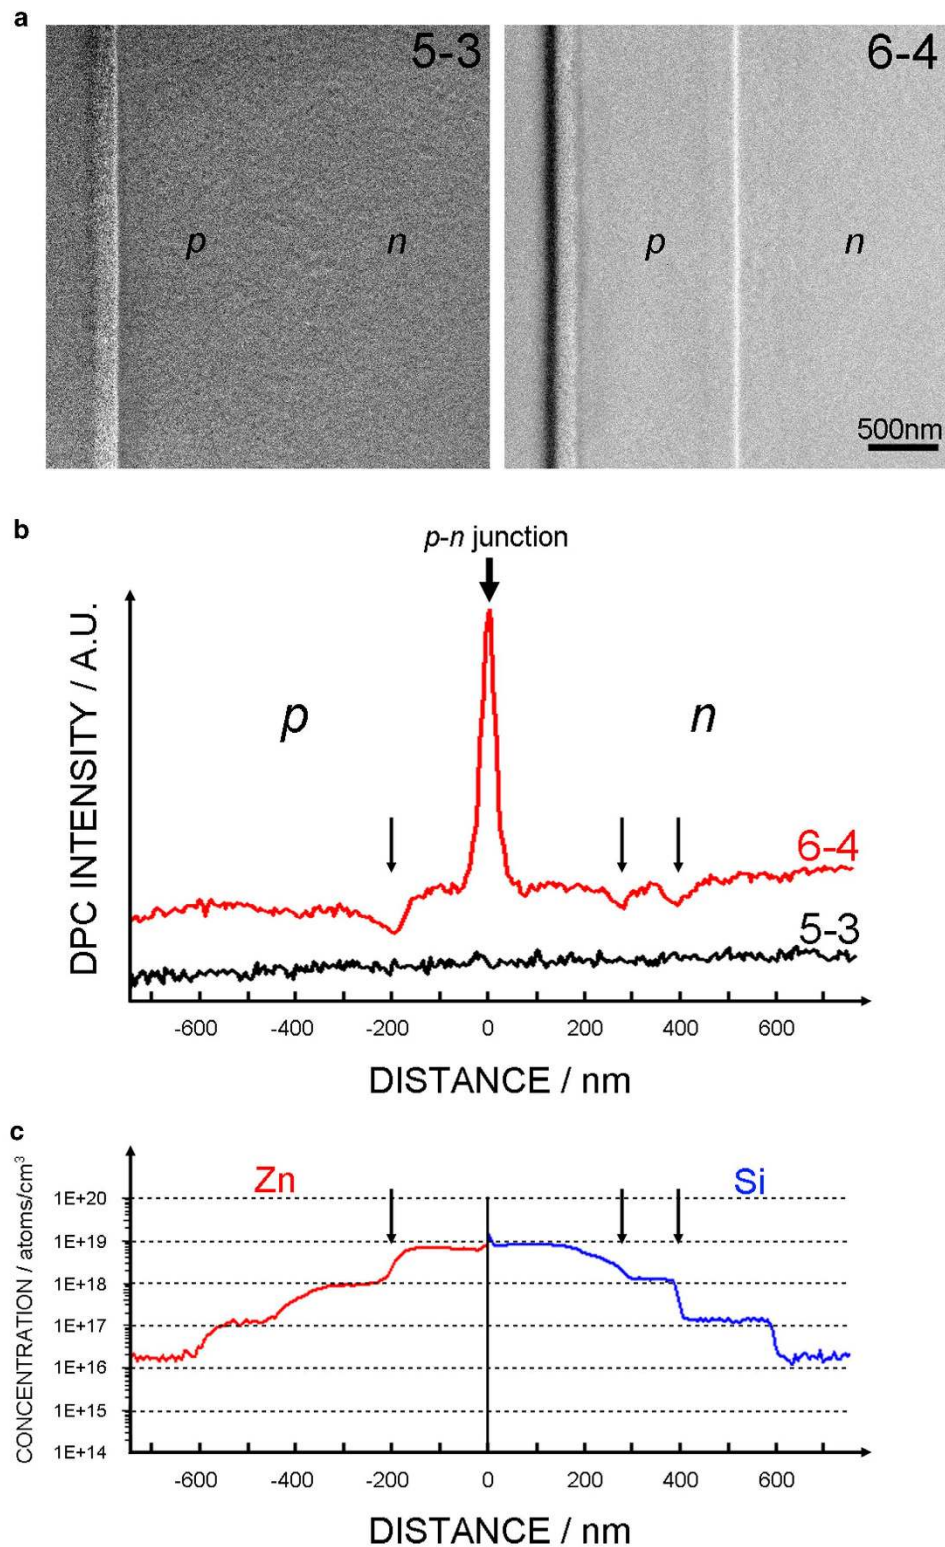 a
5-3
6-4
p
n
p
n
500nm
b
p-n junction
DPC INTENSITY / A.U.
p
n
6-4
5-3
-600 -400 -200 0 200 400 600
DISTANCE / nm
c
Zn
Si
CONCENTRATION / atoms/cm³
1E+20
1E+19
1E+18
1E+17
1E+16
1E+15
1E+14
-600 -400 -200 0 200 400 600
DISTANCE / nm